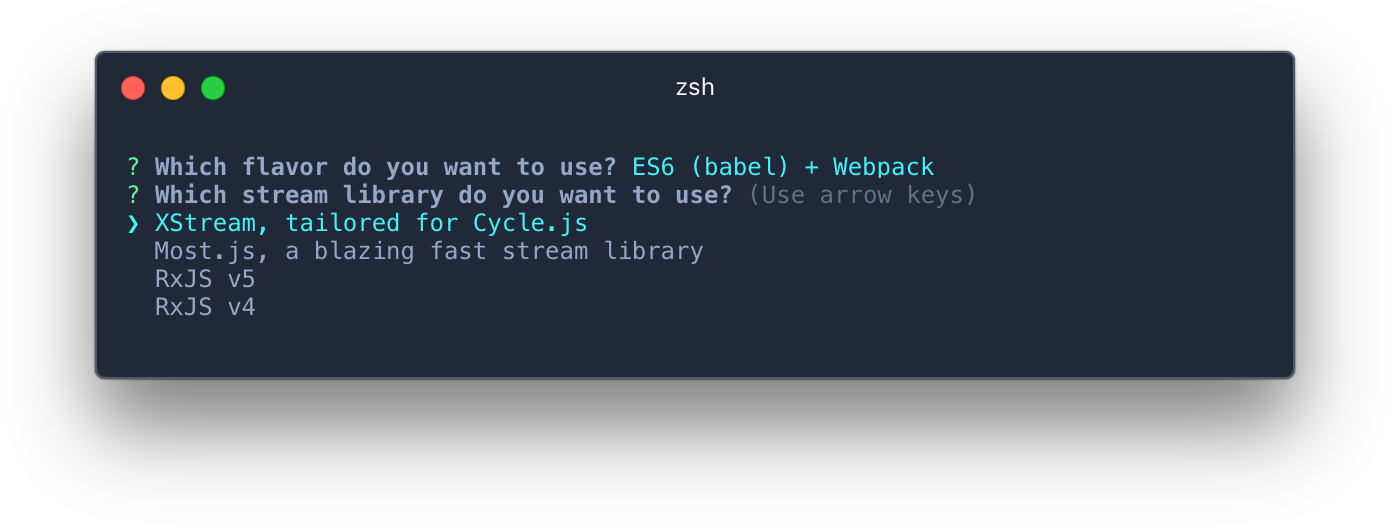 zsh
? Which flavor do you want to use? ES6 (babel) + Webpack
? Which stream library do you want to use? (Use arrow keys)
❯ XStream, tailored for Cycle.js
Most.js, a blazing fast stream library
RxJS v5
RxJS v4